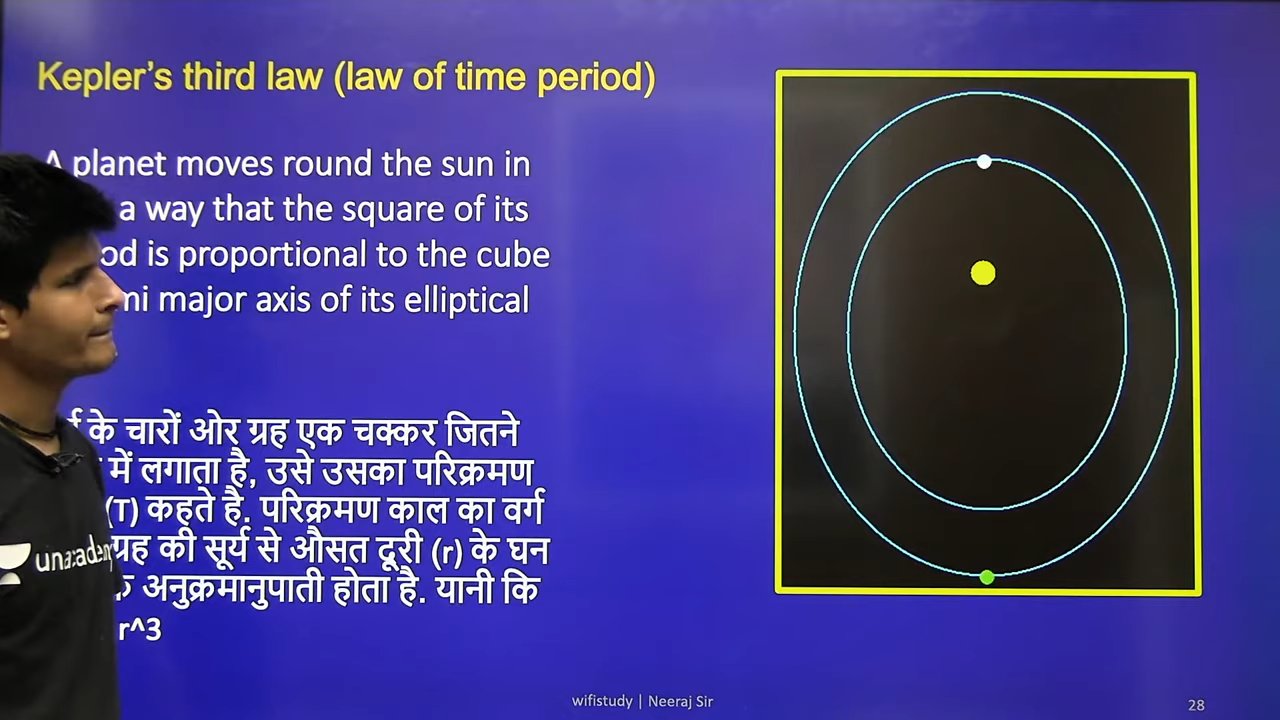 Kepler's third law (law of time period)
A planet moves round the sun in
a way that the square of its
is proportional to the cube
major axis of its elliptical
के चारों ओर ग्रह एक चक्कर जितने
में लगाता है, उसे उसका परिक्रमण
(T) कहते है. परिक्रमण काल का वर्ग
ग्रह की सूर्य से औसत दूरी (r) के घन
अनुक्रमानुपाती होता है. यानी कि
r^3
unacademy
wifistudy | Neeraj Sir
28